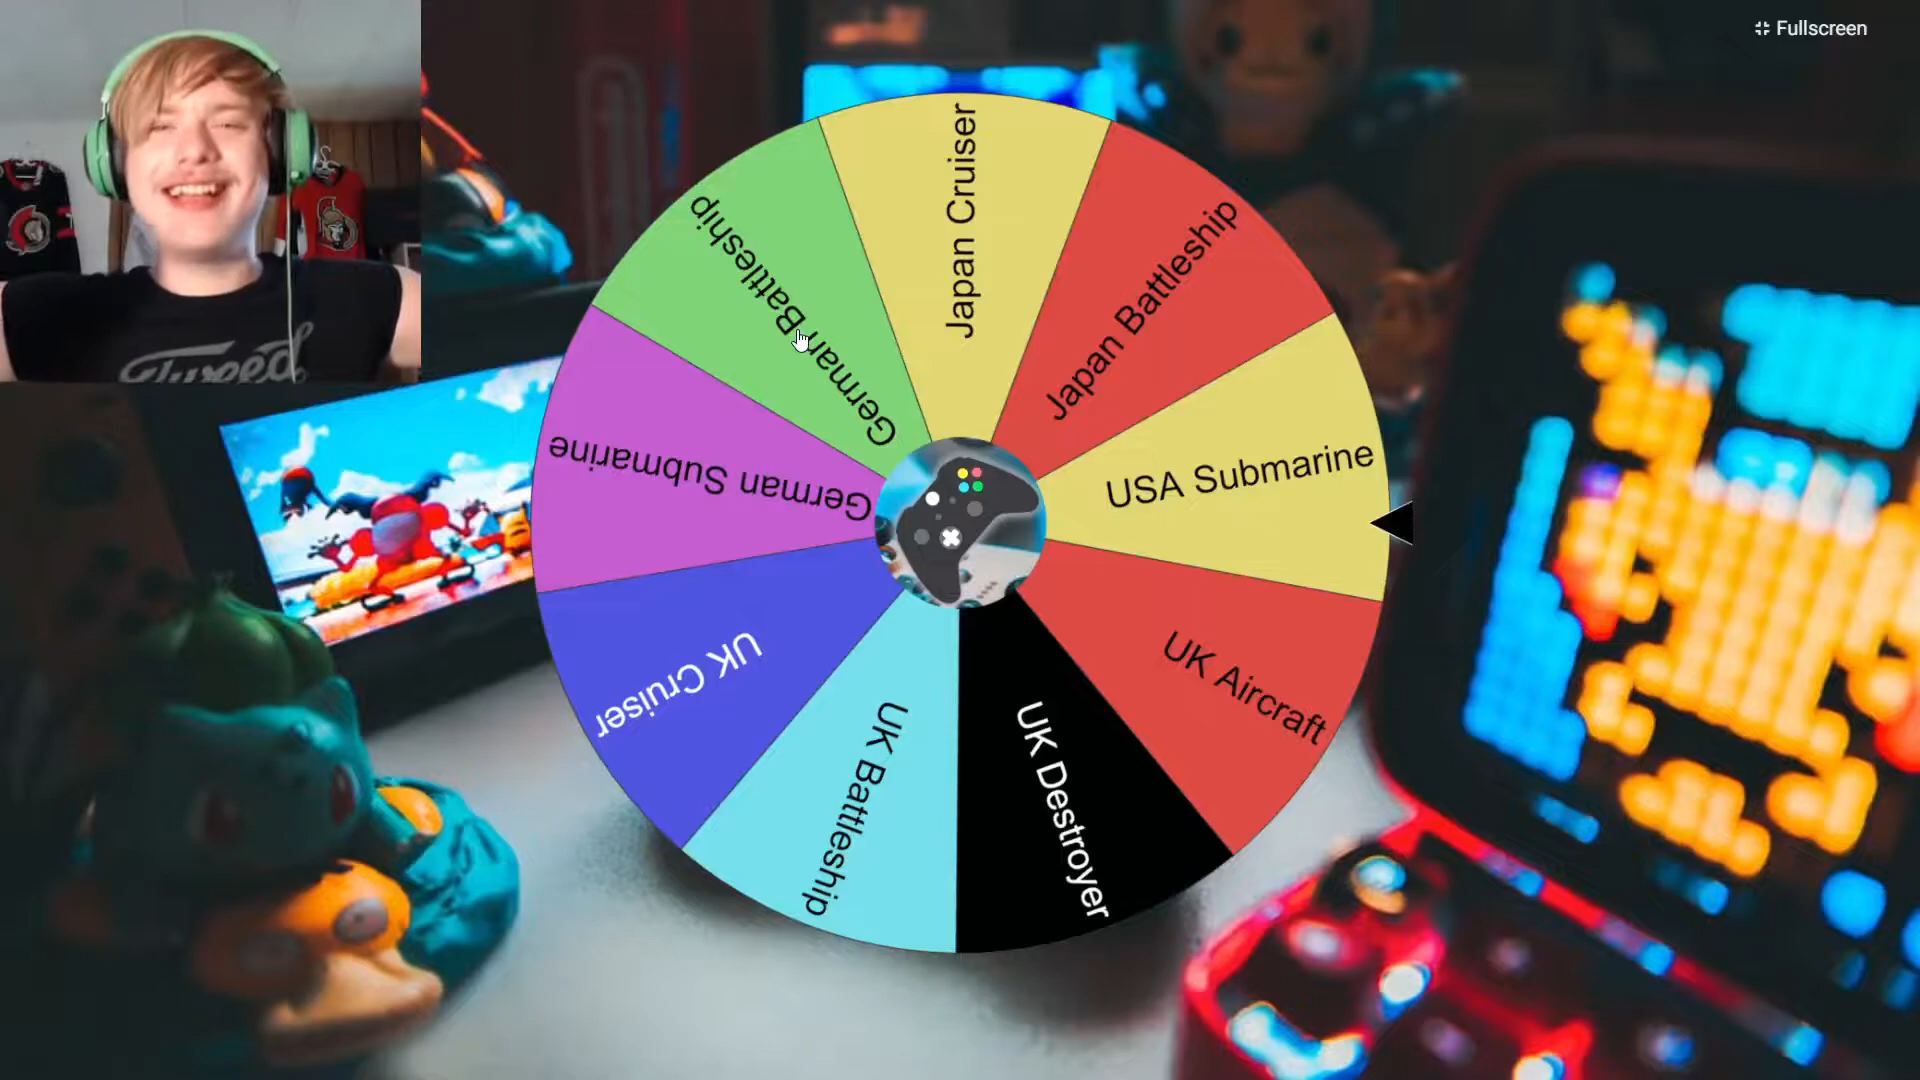 Fullscreen
Japan Cruiser
Japan Battleship
USA Submarine
UK Aircraft
UK Destroyer
UK Battleship
UK Cruiser
German Submarine
German Battleship
Tweed